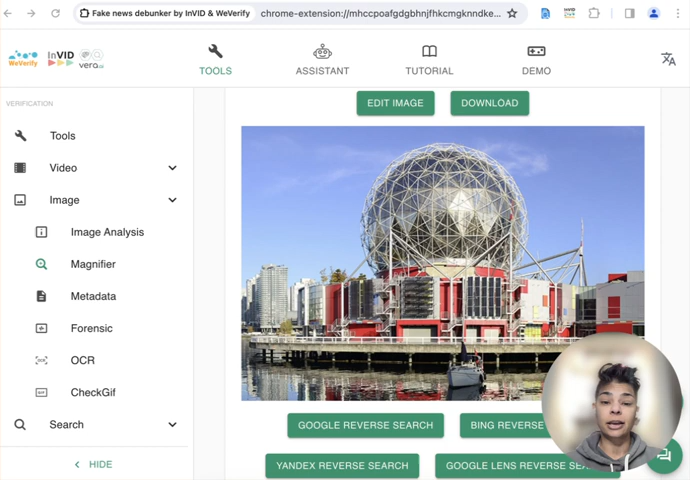 Fake news debunker by InVID & WeVerify
chrome-extension://mhccpoafgdgbhnjfhkcmgknndke...
WeVerify
InVID
vera.ai
TOOLS
ASSISTANT
TUTORIAL
DEMO
VERIFICATION
Tools
Video
Image
Image Analysis
Magnifier
Metadata
Forensic
OCR
CheckGif
Search
HIDE
EDIT IMAGE
DOWNLOAD
GOOGLE REVERSE SEARCH
BING REVERSE
YANDEX REVERSE SEARCH
GOOGLE LENS REVERSE